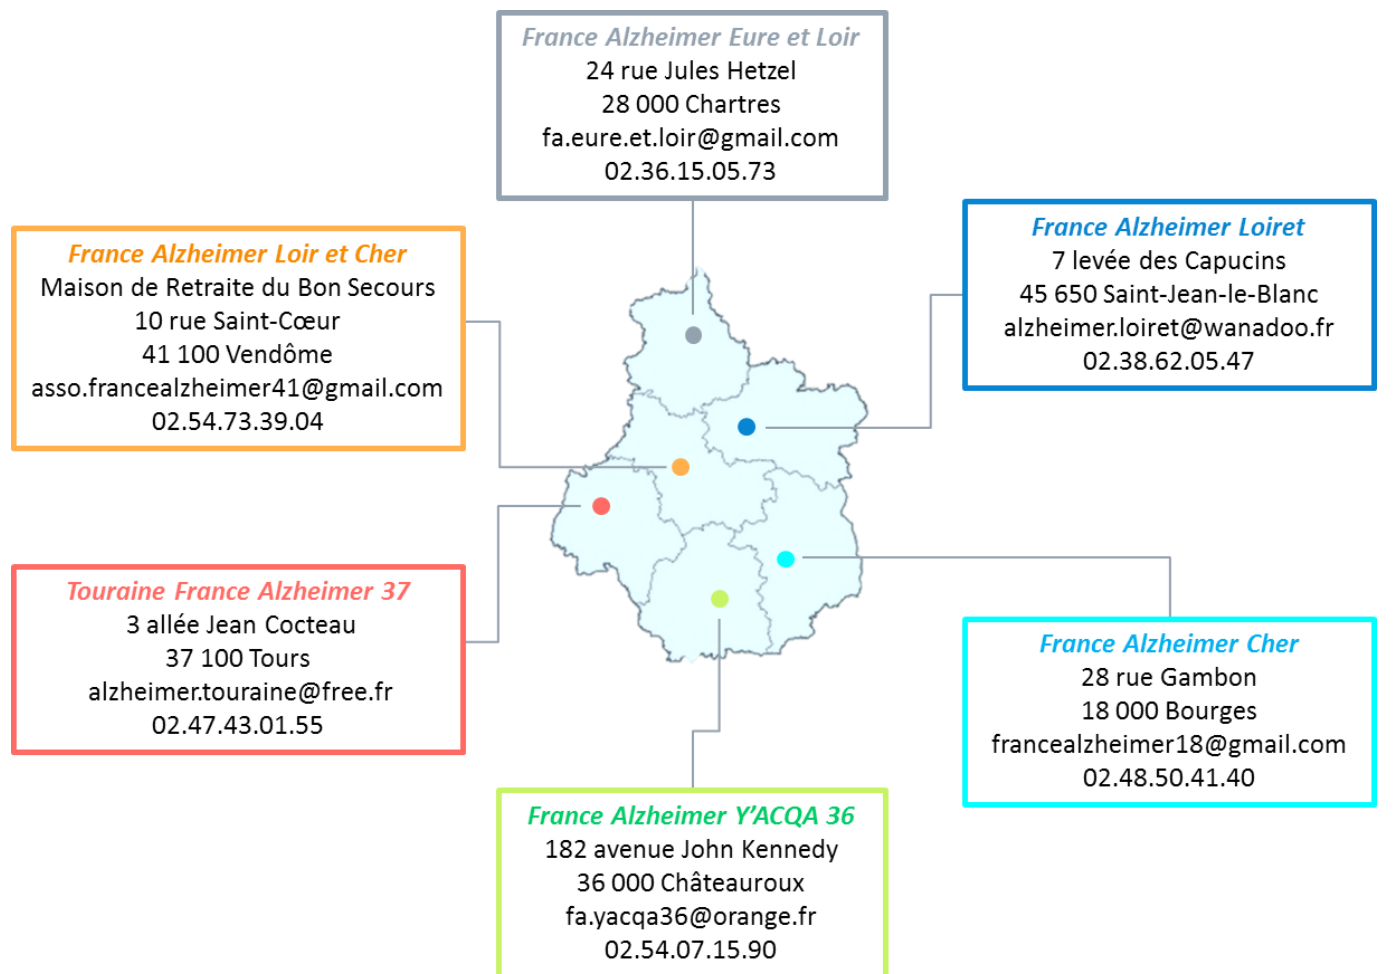 France Alzheimer Eure et Loir
24 rue Jules Hetzel
28 000 Chartres
fa.eure.et.loir@gmail.com
02.36.15.05.73
France Alzheimer Loir et Cher
Maison de Retraite du Bon Secours
10 rue Saint-Cœur
41 100 Vendôme
asso.francealzheimer41@gmail.com
02.54.73.39.04
France Alzheimer Loiret
7 levée des Capucins
45 650 Saint-Jean-le-Blanc
alzheimer.loiret@wanadoo.fr
02.38.62.05.47
Touraine France Alzheimer 37
3 allée Jean Cocteau
37 100 Tours
alzheimer.touraine@free.fr
02.47.43.01.55
France Alzheimer Cher
28 rue Gambon
18 000 Bourges
francealzheimer18@gmail.com
02.48.50.41.40
France Alzheimer Y’ACQA 36
182 avenue John Kennedy
36 000 Châteauroux
fa.yacqa36@orange.fr
02.54.07.15.90